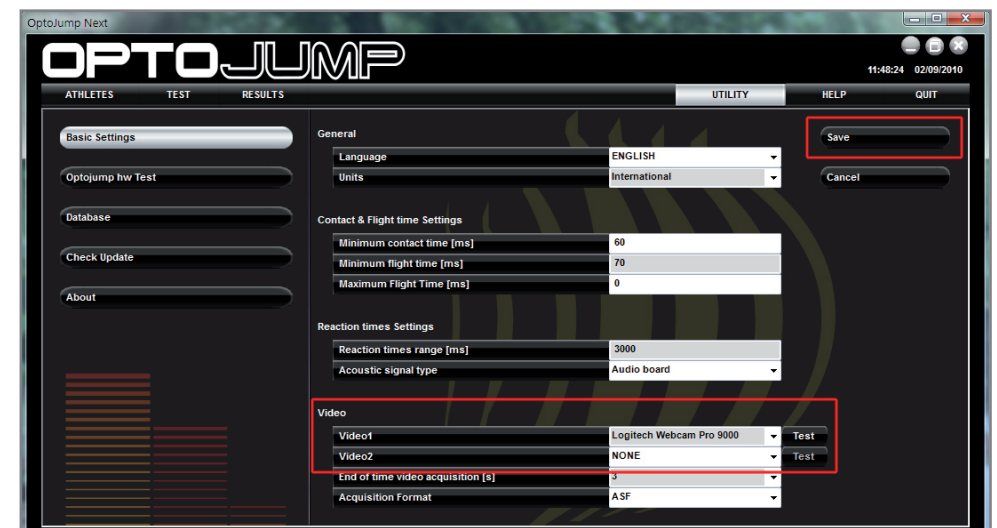 OptoJump Next
OPTOJUMP
11:48:24 02/09/2010
ATHLETES TEST RESULTS UTILITY HELP QUIT
Basic Settings
Optojump hw Test
Database
Check Update
About
General
Language ENGLISH
Units International
Contact & Flight time Settings
Minimum contact time [ms] 60
Minimum flight time [ms] 70
Maximum Flight Time [ms] 0
Reaction times Settings
Reaction times range [ms] 3000
Acoustic signal type Audio board
Video
Video1 Logitech Webcam Pro 9000 Test
Video2 NONE Test
End of time video acquisition [s] 3
Acquisition Format ASF
Save
Cancel